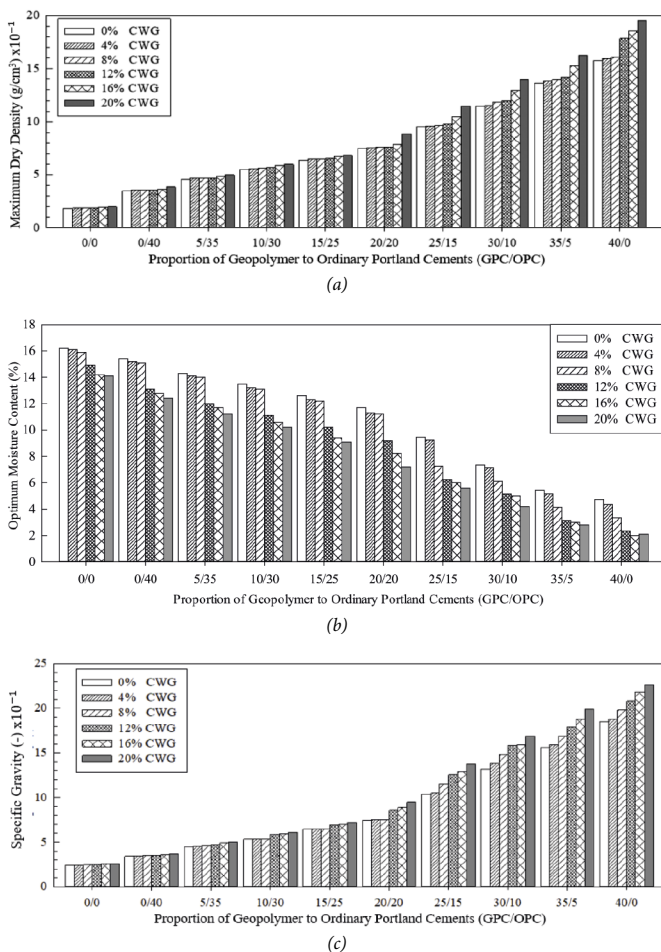 Maximum Dry Density (g/cm³) x10⁻¹
20
15
10
5
0
0% CWG
4% CWG
8% CWG
12% CWG
16% CWG
20% CWG
0/0 0/40 5/35 10/30 15/25 20/20 25/15 30/10 35/5 40/0
Proportion of Geopolymer to Ordinary Portland Cements (GPC/OPC)
(a)
Optimum Moisture Content (%)
18
16
14
12
10
8
6
4
2
0
0% CWG
4% CWG
8% CWG
12% CWG
16% CWG
20% CWG
0/0 0/40 5/35 10/30 15/25 20/20 25/15 30/10 35/5 40/0
Proportion of Geopolymer to Ordinary Portland Cements (GPC/OPC)
(b)
Specific Gravity (-) x10⁻¹
25
20
15
10
5
0
0% CWG
4% CWG
8% CWG
12% CWG
16% CWG
20% CWG
0/0 0/40 5/35 10/30 15/25 20/20 25/15 30/10 35/5 40/0
Proportion of Geopolymer to Ordinary Portland Cements (GPC/OPC)
(c)